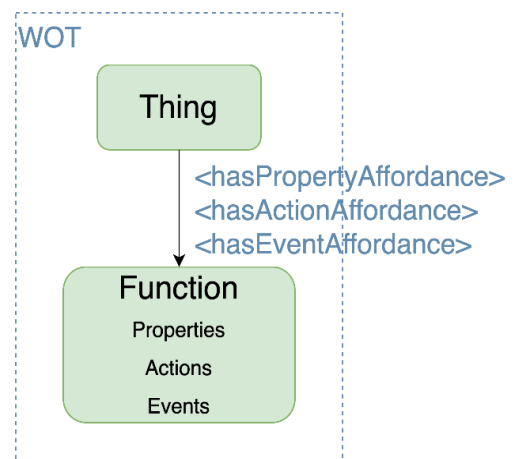 WOT
Thing
<hasPropertyAffordance>
<hasActionAffordance>
<hasEventAffordance>
Function
Properties
Actions
Events